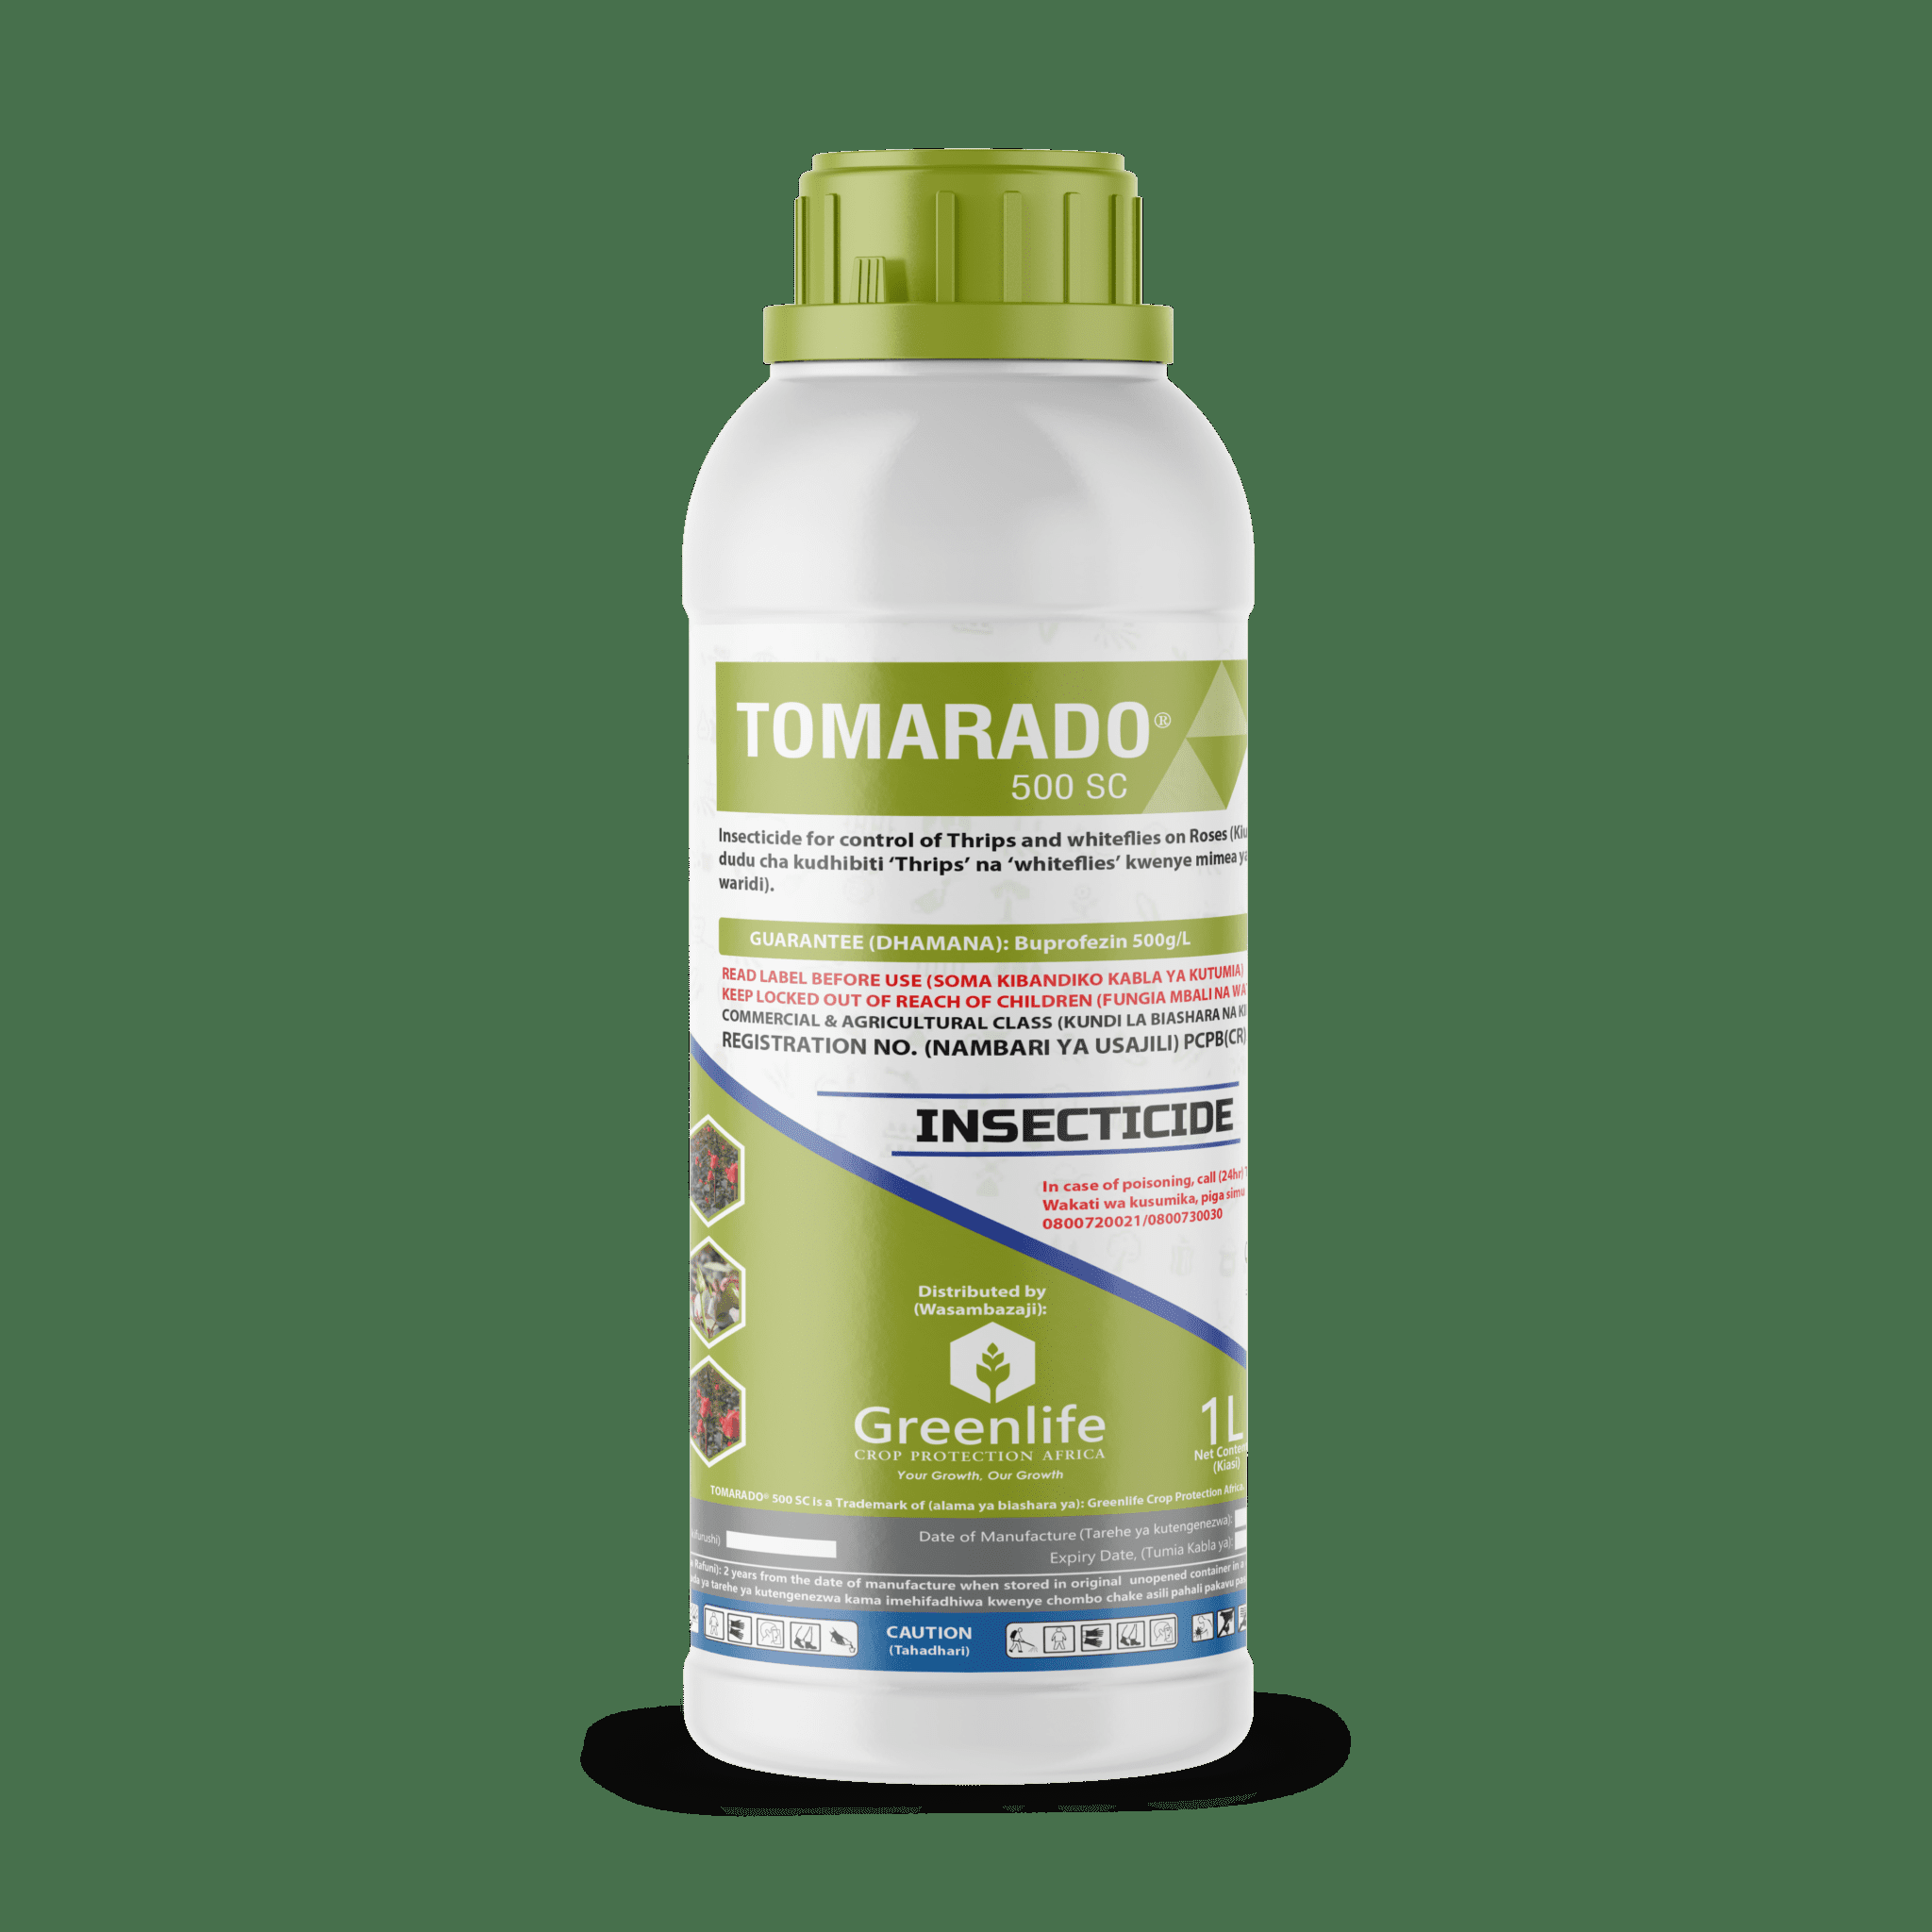 TOMARADO®
500 SC
Insecticide for control of Thrips and whiteflies on Roses (Kiu
dudu cha kudhibiti ‘Thrips’ na ‘whiteflies’ kwenye mimea ya
waridi).
GUARANTEE (DHAMANA): Buprofezin 500g/L
READ LABEL BEFORE USE (SOMA KIBANDIKO KABLA YA KUTUMIA)
KEEP LOCKED OUT OF REACH OF CHILDREN (FUNGIA MBALI NA WA
COMMERCIAL & AGRICULTURAL CLASS (KUNDI LA BIASHARA NA KI
REGISTRATION NO. (NAMBARI YA USAJILI) PCPB(CR)
INSECTICIDE
In case of poisoning, call (24hr)
Wakati wa kusumika, piga simu
0800720021/0800730030
Distributed by
(Wasambazaji):
Greenlife
CROP PROTECTION AFRICA
Your Growth, Our Growth
1L
Net Conte
(Kiasi)
TOMARADO® 500 SC is a Trademark of (alama ya biashara ya): Greenlife Crop Protection Africa.
Date of Manufacture (Tarehe ya kutengenezwa):
Expiry Date, (Tumia Kabla ya):
Rafuni): 2 years from the date of manufacture when stored in original unopened container in a
ya tarehe ya kutengenezwa kama imehifadhiwa kwenye chombo chake asili pahali pakavu
CAUTION
(Tahadhari)